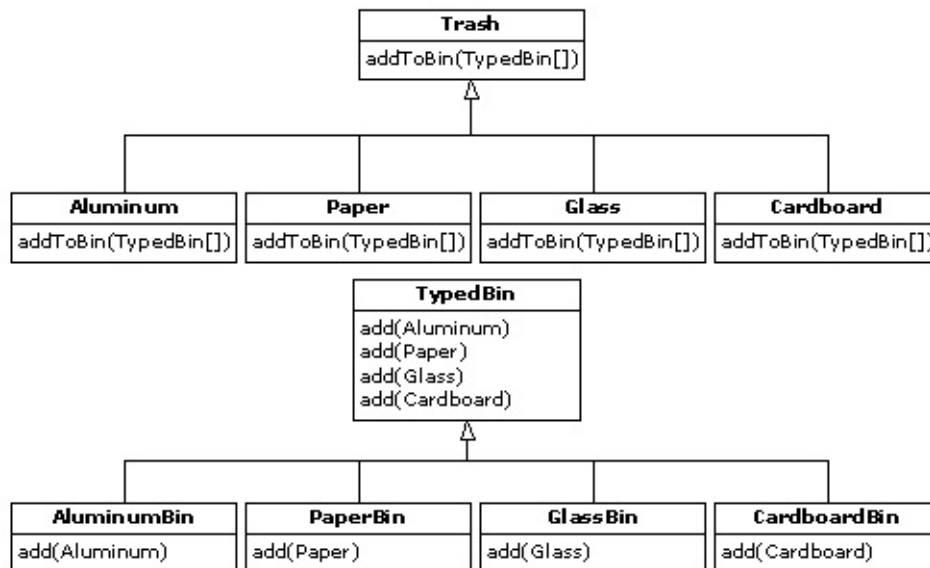 Trash
addToBin(TypedBin[])
Aluminum
addToBin(TypedBin[])
Paper
addToBin(TypedBin[])
Glass
addToBin(TypedBin[])
Cardboard
addToBin(TypedBin[])
TypedBin
add(Aluminum)
add(Paper)
add(Glass)
add(Cardboard)
AluminumBin
add(Aluminum)
PaperBin
add(Paper)
GlassBin
add(Glass)
CardboardBin
add(Cardboard)